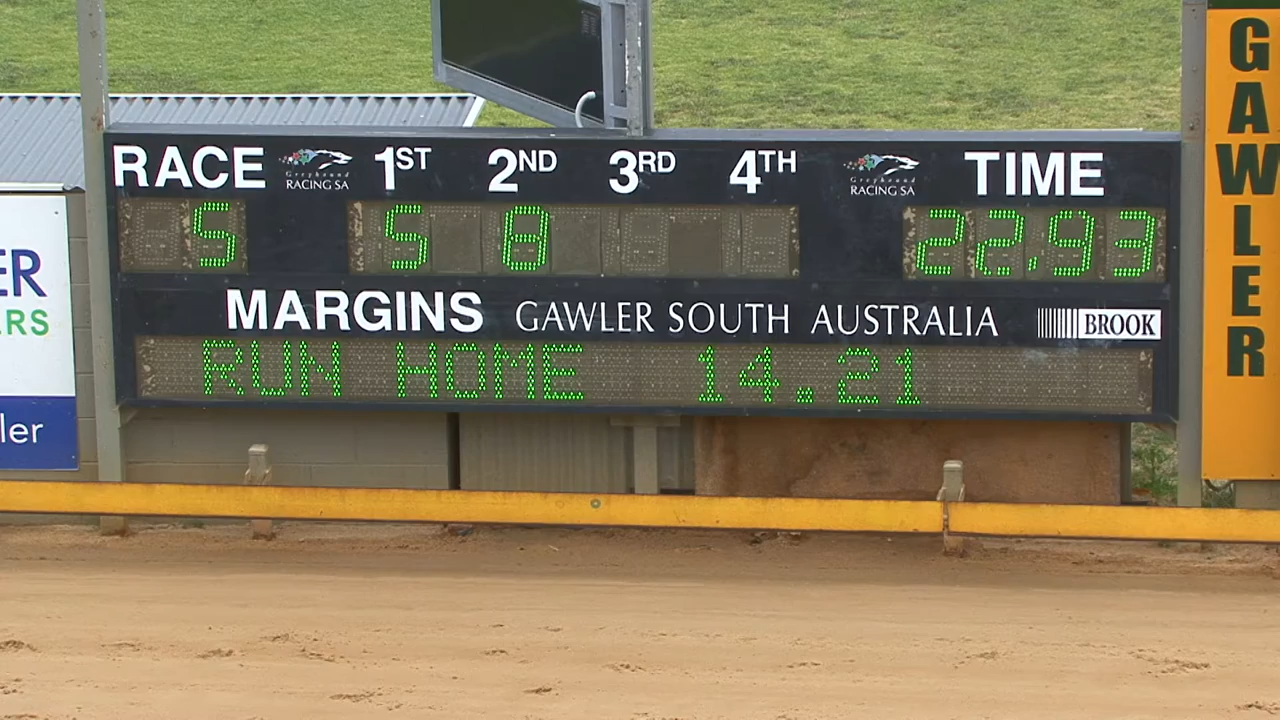 RACE 1ST 2ND 3RD 4TH TIME
Greyhound RACING SA
Greyhound RACING SA
5 5 8 22.93
MARGINS GAWLER SOUTH AUSTRALIA BROOK
RUN HOME 14.21
GAWLER
ER
ERS
ler